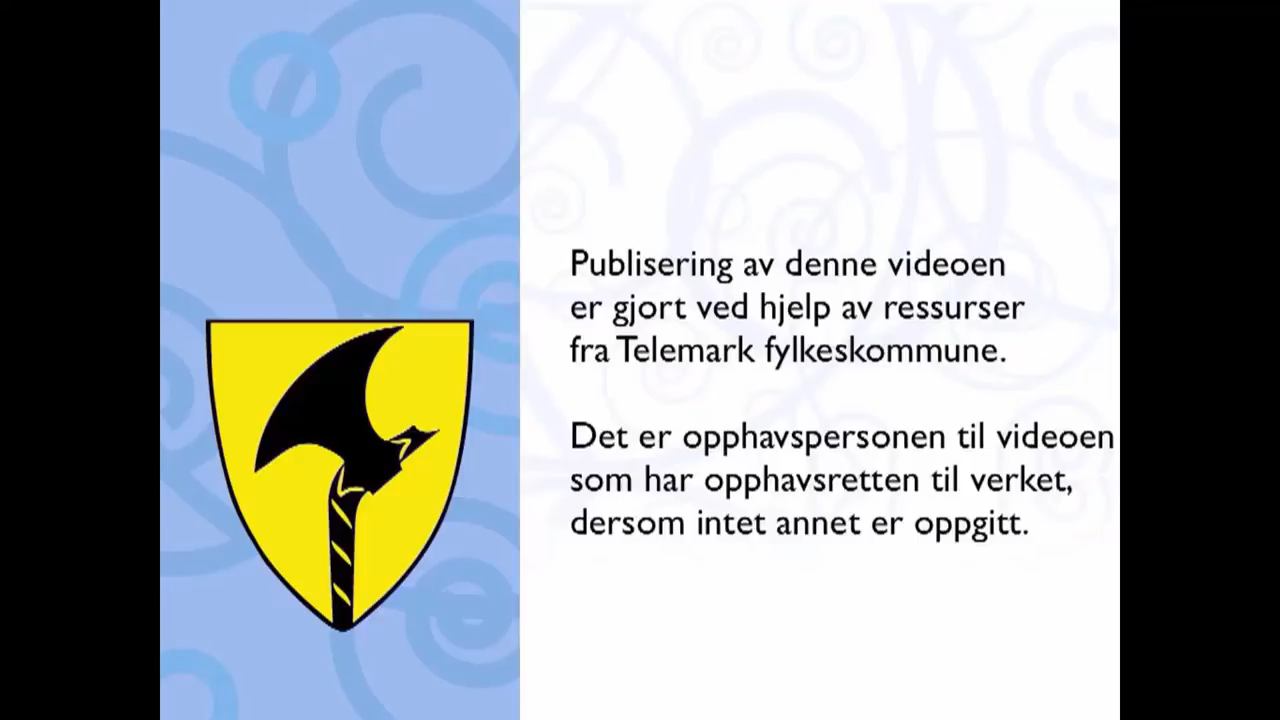 Publisering av denne videoen
er gjort ved hjelp av ressurser
fra Telemark fylkeskommune.
Det er opphavspersonen til videoen
som har opphavsretten til verket,
dersom intet annet er oppgitt.